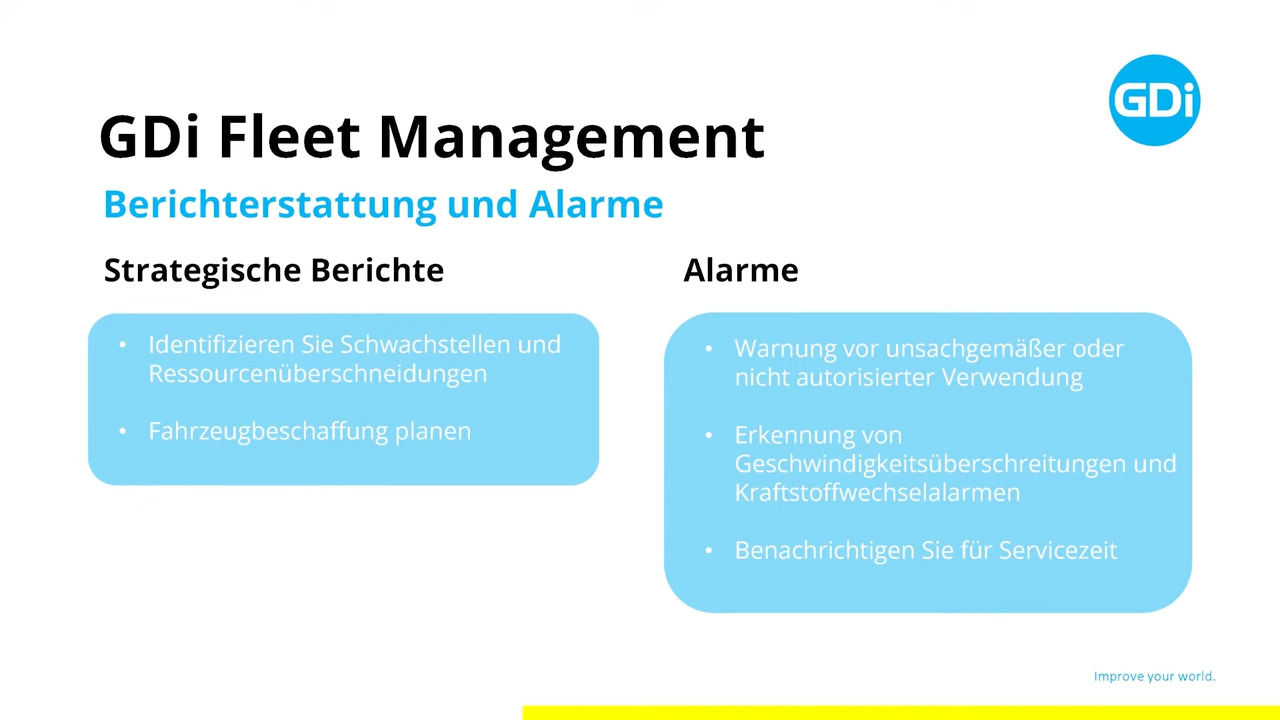 GDi
GDi Fleet Management
Berichterstattung und Alarme
Strategische Berichte
• Identifizieren Sie Schwachstellen und
Ressourcenüberschneidungen
• Fahrzeugbeschaffung planen
Alarme
• Warnung vor unsachgemäßer oder
nicht autorisierter Verwendung
• Erkennung von
Geschwindigkeitsüberschreitungen und
Kraftstoffwechselalarmen
• Benachrichtigen Sie für Servicezeit
Improve your world.